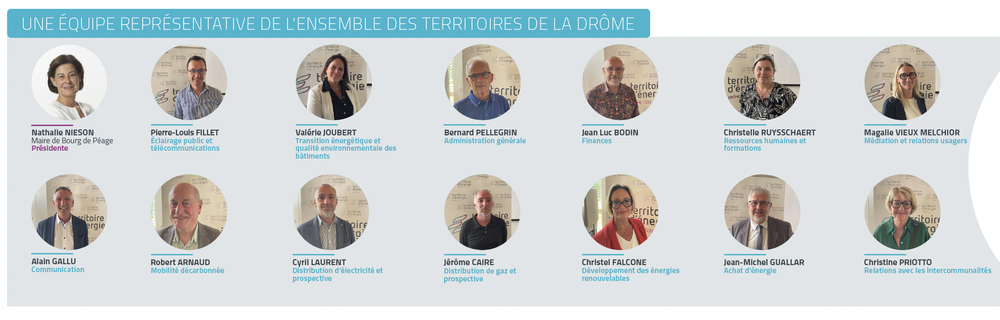 UNE ÉQUIPE REPRÉSENTATIVE DE L'ENSEMBLE DES TERRITOIRES DE LA DRÔME
Nathalie NIESON
Maire de Bourg de Péage
Présidente
Pierre-Louis FILLET
Éclairage public et
télécommunications
Valérie JOUBERT
Transition énergétique et
qualité environnementale des
bâtiments
Bernard PELLEGRIN
Administration générale
Jean Luc BODIN
Finances
Christelle RUYSSCHAERT
Ressources humaines et
formations
Magalie VIEUX MELCHIOR
Médiation et relations usagers
Alain GALLU
Communication
Robert ARNAUD
Mobilité décarbonnée
Cyril LAURENT
Distribution d'électricité et
prospective
Jérôme CAIRE
Distribution de gaz et
prospective
Christel FALCONE
Développement des énergies
renouvelables
Jean-Michel GUALLAR
Achat d'énergie
Christine PRIOTTO
Relations avec les intercommunalités